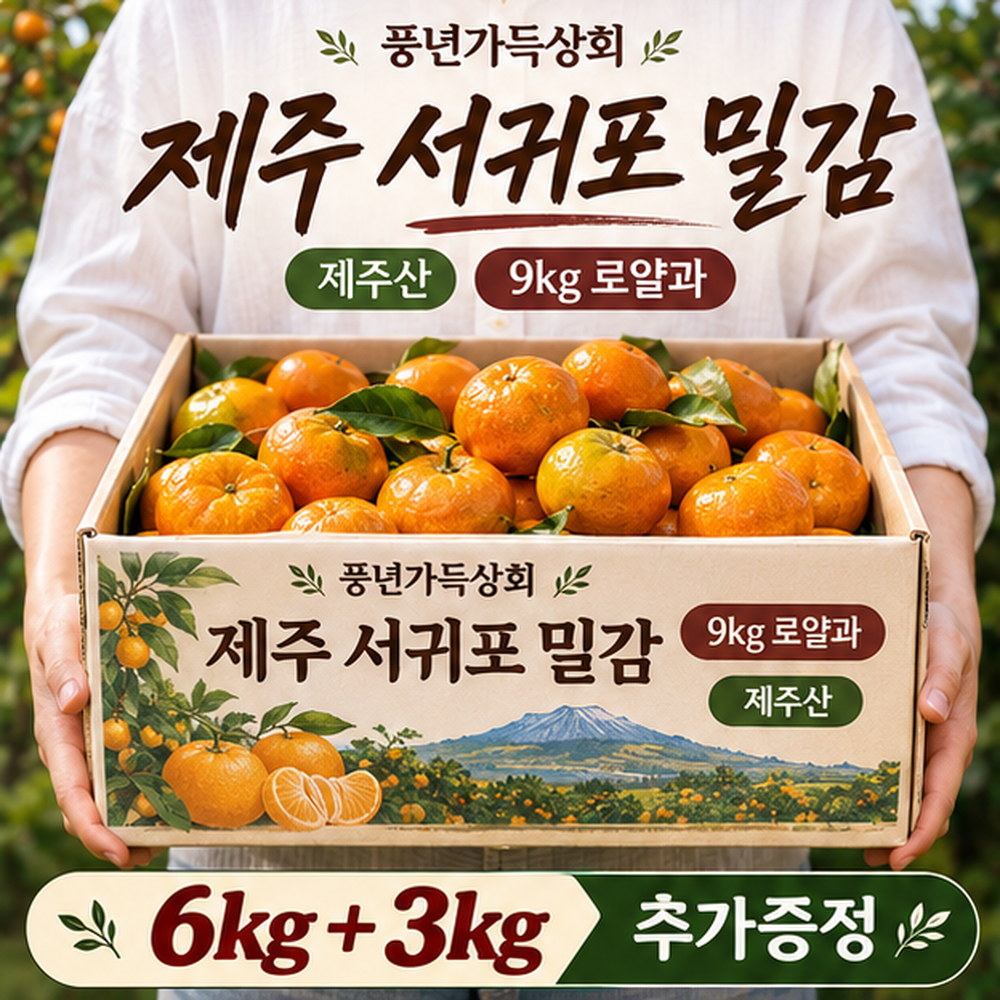 풍년가득상회
제주 서귀포 밀감
제주산 9kg 로얄과
풍년가득상회
제주 서귀포 밀감
9kg 로얄과
제주산
6kg + 3kg 추가증정